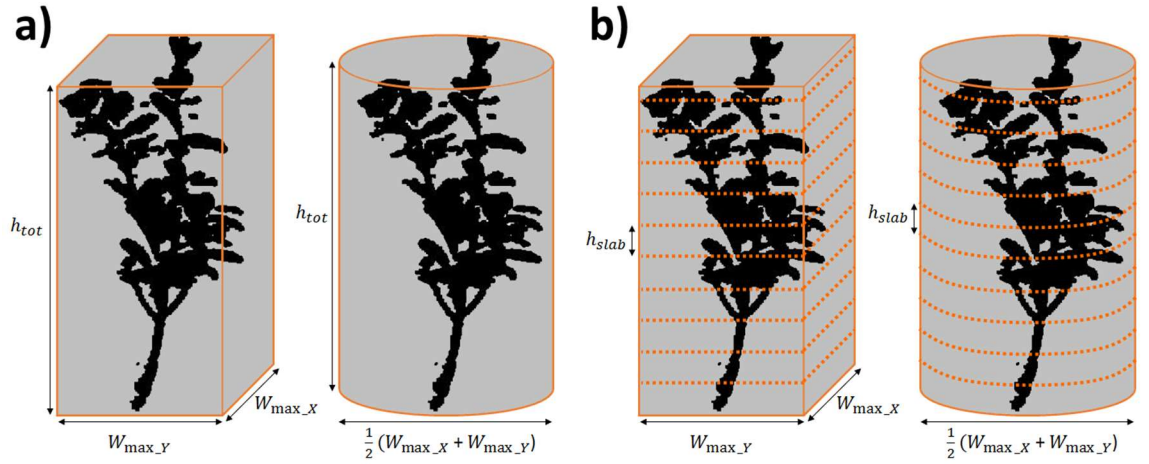 a)
b)
h_tot
h_tot
h_slab
h_slab
W_max_X
W_max_X
W_max_Y
½(W_max_X + W_max_Y)
W_max_Y
½(W_max_X + W_max_Y)